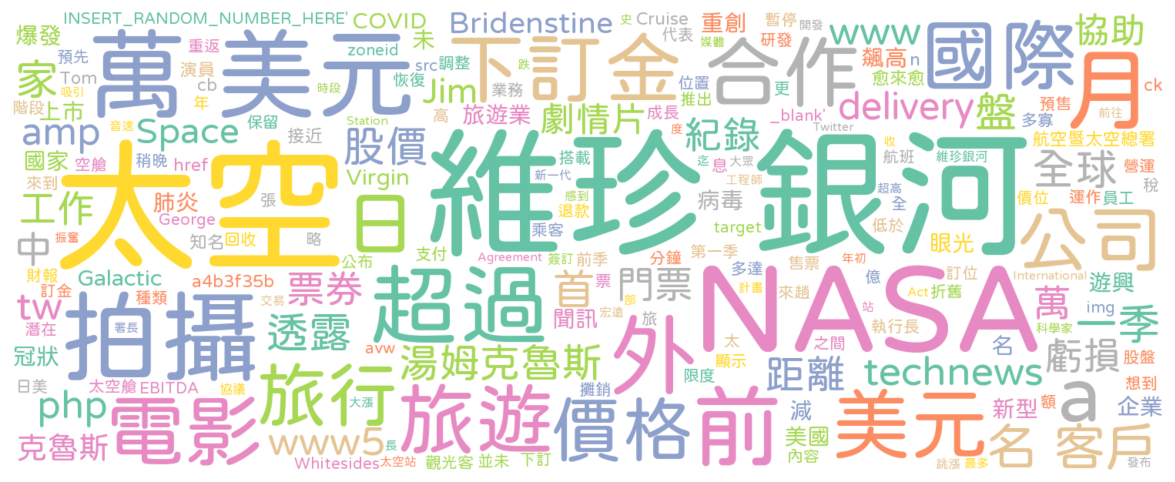 INSERT_RANDOM_NUMBER_HERE' COVID 未 Bridenstine 史 Cruise 代表 重創 暫停 研發 開發 www 協助
爆發 預先 萬美元 重返 演員 cb 年 zoneid src 調整 恢復 時段 下訂金 業務 跌 媒體 合作 飆高 n 愈來愈 國際 月 ck
家 Tom 吸引 階段 上市 Jim 旅遊業 高 劇情片 成長 度 位置 推出 更 delivery 盤 預售 多寡 前往
amp 音速 Space 保留 接近 股價 Station 紀錄 _blank' Twitter 航空暨太空總署
國家 空艙 稍晚 href 太空 Virgin 日 維珍銀河 搭載 新一代 迄 息 大眾 收 航班 維珍銀河 全球 營運 稅
來到 工作 肺炎 張 George 感到 退款 工程師 病毒 超高 全 價位 運作 員工
中 振奮 知名 回收 略 支付 乘客 target 低於 眼光 公司
財報 訂金 Galactic 公布 Agreement 簽訂 前季 分鐘 第一季 售票 年初
潛在 tw 種類 a4b3f35b 票券 交易 超過 首 票 門票 多達 計畫 億 來趟 訂位 International 遊興
拍攝 署長 透露 部 聞訊 宏遠 旅 NASA 站 Act 折舊 萬 img 一季
冠狀 avw 湯姆克魯斯 外 太 顯示 執行長 之間 科學家 名 虧損 股盤
日美 太空艙 EBITDA 協議 大漲 旅行 攤銷 限度 距離 technews 想到
php 電影 旅遊 價格 前 減 美元 新型 a 額 企業
克魯斯 www5 長 美國 內容 名 客戶
Whitesides 太空站 觀光客 並未 下訂 跳漲 最多 發布